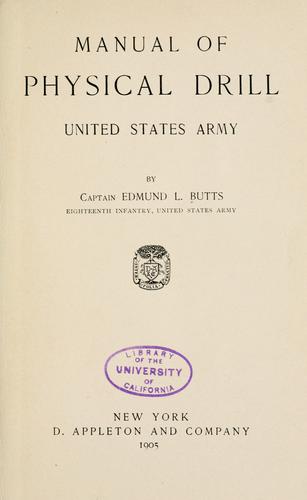 MANUAL OF
PHYSICAL DRILL
UNITED STATES ARMY
BY
CAPTAIN EDMUND L. BUTTS
EIGHTEENTH INFANTRY, UNITED STATES ARMY
LIBRARY
OF THE
UNIVERSITY
OF
CALIFORNIA
NEW YORK
D. APPLETON AND COMPANY
1905